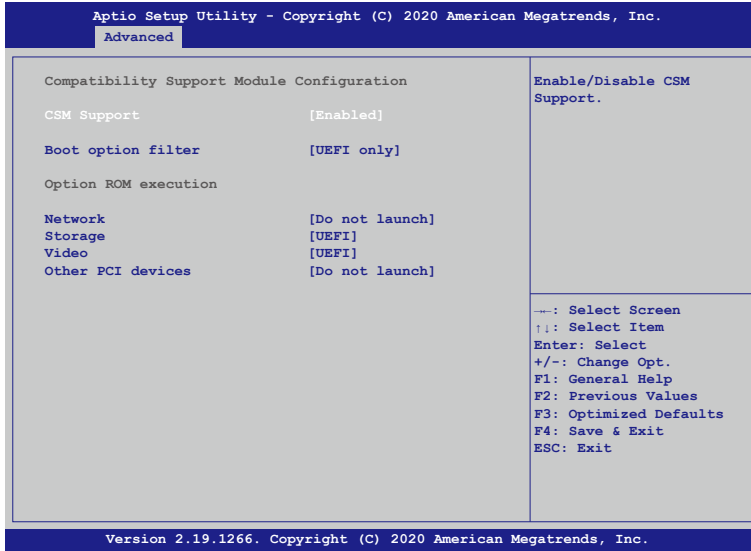 Aptio Setup Utility - Copyright (C) 2020 American Megatrends, Inc.
Advanced
Compatibility Support Module Configuration
CSM Support [Enabled]
Boot option filter [UEFI only]
Option ROM execution
Network [Do not launch]
Storage [UEFI]
Video [UEFI]
Other PCI devices [Do not launch]
Enable/Disable CSM
Support.
→←: Select Screen
↑↓: Select Item
Enter: Select
+/-: Change Opt.
F1: General Help
F2: Previous Values
F3: Optimized Defaults
F4: Save & Exit
ESC: Exit
Version 2.19.1266. Copyright (C) 2020 American Megatrends, Inc.